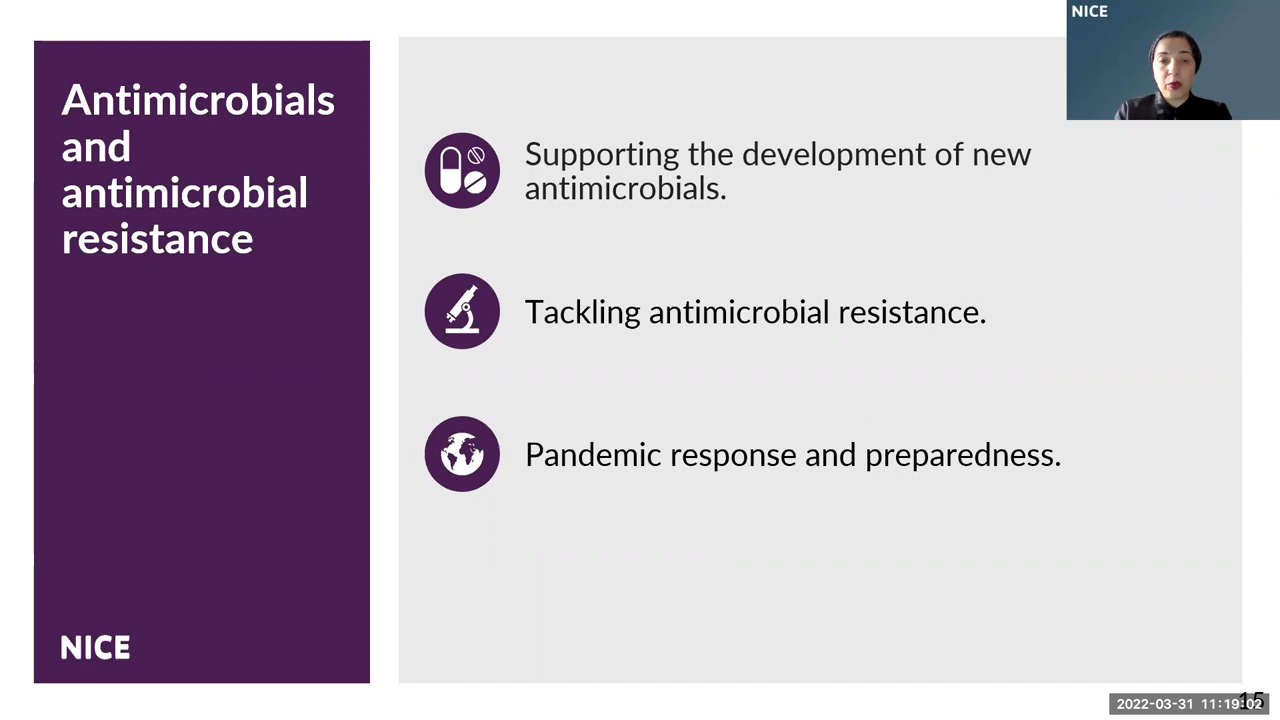 NICE
Antimicrobials
and
antimicrobial
resistance
Supporting the development of new
antimicrobials.
Tackling antimicrobial resistance.
Pandemic response and preparedness.
NICE
15
2022-03-31 11:19:02